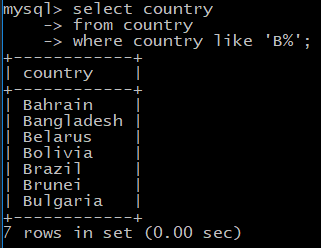 mysql> select country
    -> from country
    -> where country like 'B%';
+------------+
| country    |
+------------+
| Bahrain    |
| Bangladesh |
| Belarus    |
| Bolivia    |
| Brazil     |
| Brunei     |
| Bulgaria   |
+------------+
7 rows in set (0.00 sec)